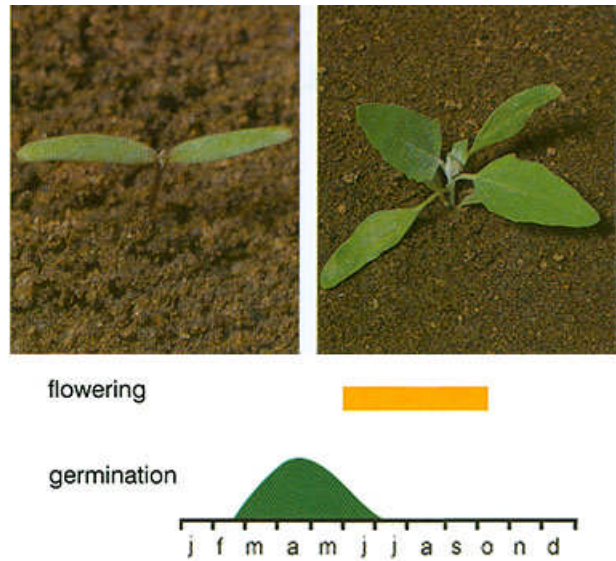 flowering
germination
j f m a m j j a s o n d